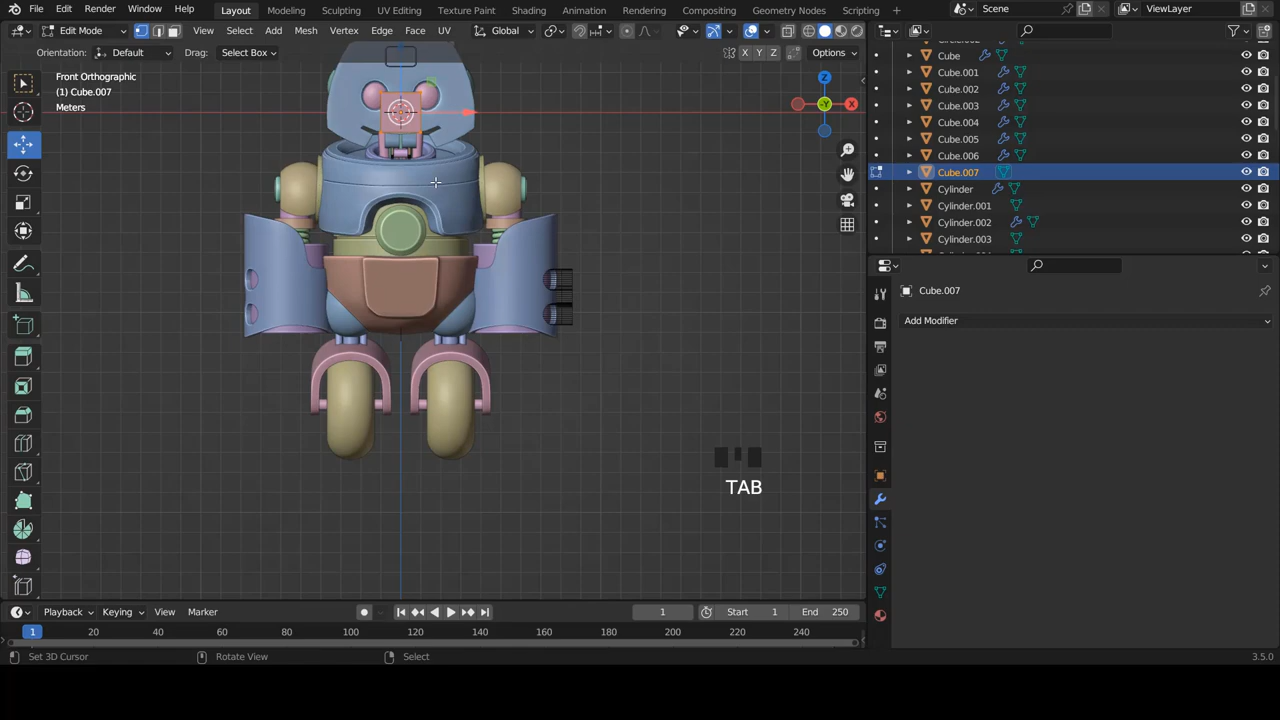 File Edit Render Window Help Layout Modeling Sculpting UV Editing Texture Paint Shading Animation Rendering Compositing Geometry Nodes Scripting + Scene ViewLayer
Edit Mode View Select Add Mesh Vertex Edge Face UV Global
Orientation: Default Drag: Select Box X Y Z Options
Front Orthographic
(1) Cube.007
Meters
Z
Y
X
Cube
Cube.001
Cube.002
Cube.003
Cube.004
Cube.005
Cube.006
Cube.007
Cylinder
Cylinder.001
Cylinder.002
Cylinder.003
Cube.007
Add Modifier
TAB
Playback Keying View Marker 1 Start 1 End 250
1 20 40 60 80 100 120 140 160 180 200 220 240
Set 3D Cursor Rotate View Select 3.5.0